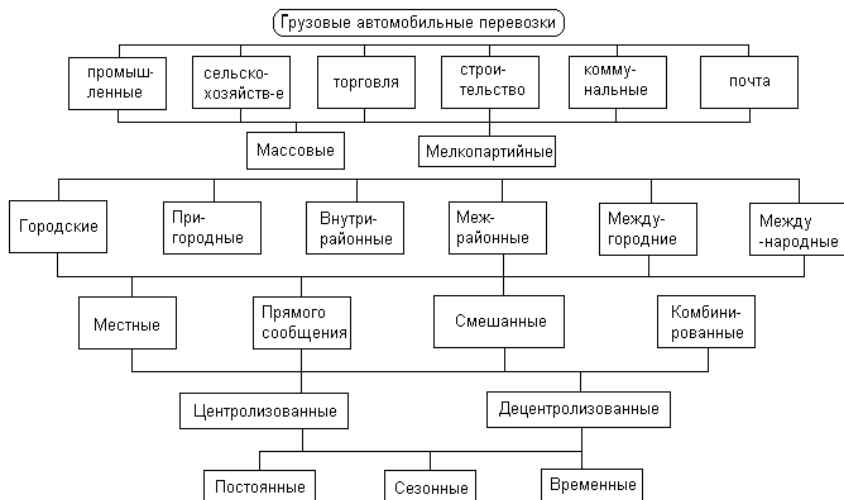 Грузовые автомобильные перевозки
промыш-
ленные
сельско-
хозяйств-е
торговля
строи-
тельство
комму-
нальные
почта
Массовые
Мелкопартийные
Городские
При-
городные
Внутри-
районные
Меж-
районные
Между-
городние
Между
-народные
Местные
Прямого
сообщения
Смешанные
Комбини-
рованные
Центролизованные
Децентролизованные
Постоянные
Сезонные
Временные